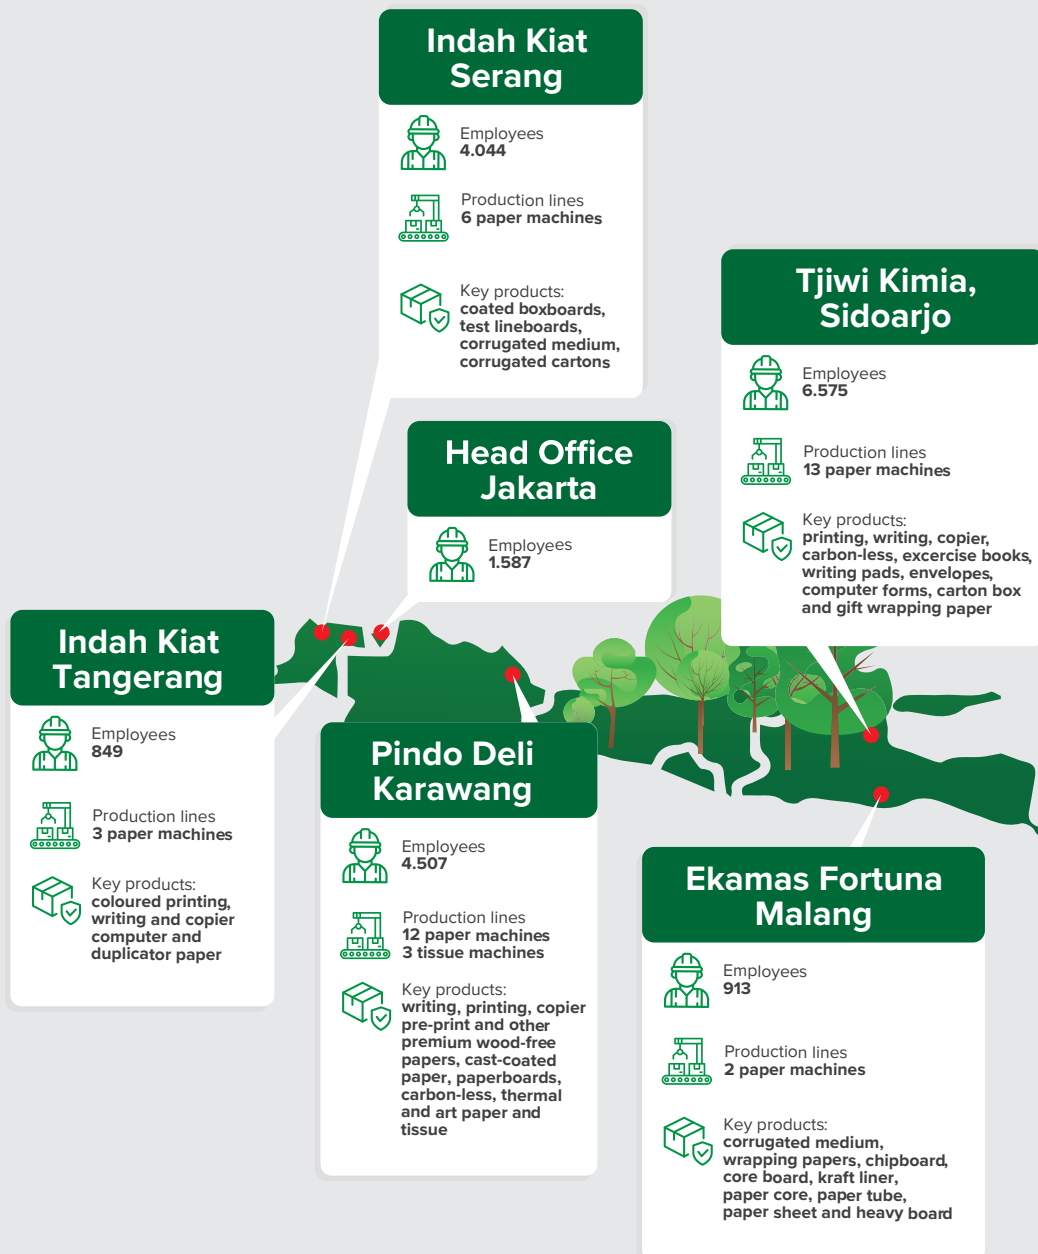 Indah Kiat
Serang
Employees
4.044
Production lines
6 paper machines
Key products:
coated boxboards,
test lineboards,
corrugated medium,
corrugated cartons
Tjiwi Kimia,
Sidoarjo
Employees
6.575
Production lines
13 paper machines
Key products:
printing, writing, copier,
carbon-less, excercise books,
writing pads, envelopes,
computer forms, carton box
and gift wrapping paper
Head Office
Jakarta
Employees
1.587
Indah Kiat
Tangerang
Employees
849
Production lines
3 paper machines
Key products:
coloured printing,
writing and copier
computer and
duplicator paper
Pindo Deli
Karawang
Employees
4.507
Production lines
12 paper machines
3 tissue machines
Key products:
writing, printing, copier
pre-print and other
premium wood-free
papers, cast-coated
paper, paperboards,
carbon-less, thermal
and art paper and
tissue
Ekamas Fortuna
Malang
Employees
913
Production lines
2 paper machines
Key products:
corrugated medium,
wrapping papers, chipboard,
core board, kraft liner,
paper core, paper tube,
paper sheet and heavy board